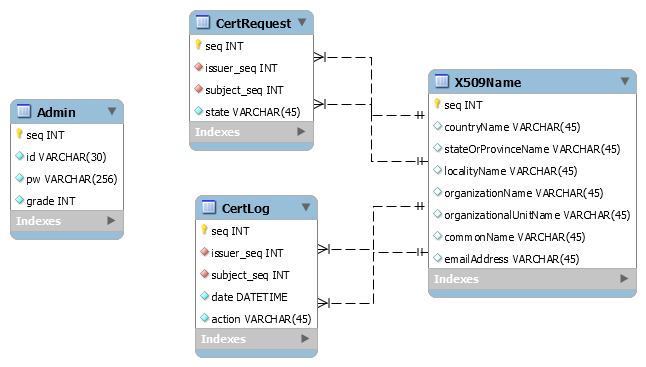 CertRequest
seq INT
issuer_seq INT
subject_seq INT
state VARCHAR(45)
Indexes
X509Name
seq INT
countryName VARCHAR(45)
stateOrProvinceName VARCHAR(45)
localityName VARCHAR(45)
organizationName VARCHAR(45)
organizationalUnitName VARCHAR(45)
commonName VARCHAR(45)
emailAddress VARCHAR(45)
Indexes
Admin
seq INT
id VARCHAR(30)
pw VARCHAR(256)
grade INT
Indexes
CertLog
seq INT
issuer_seq INT
subject_seq INT
date DATETIME
action VARCHAR(45)
Indexes